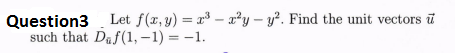 Question3 Let f(x, y) = x³ − x²y − y². Find the unit vectors u⃗
such that D_u⃗f(1, −1) = −1.